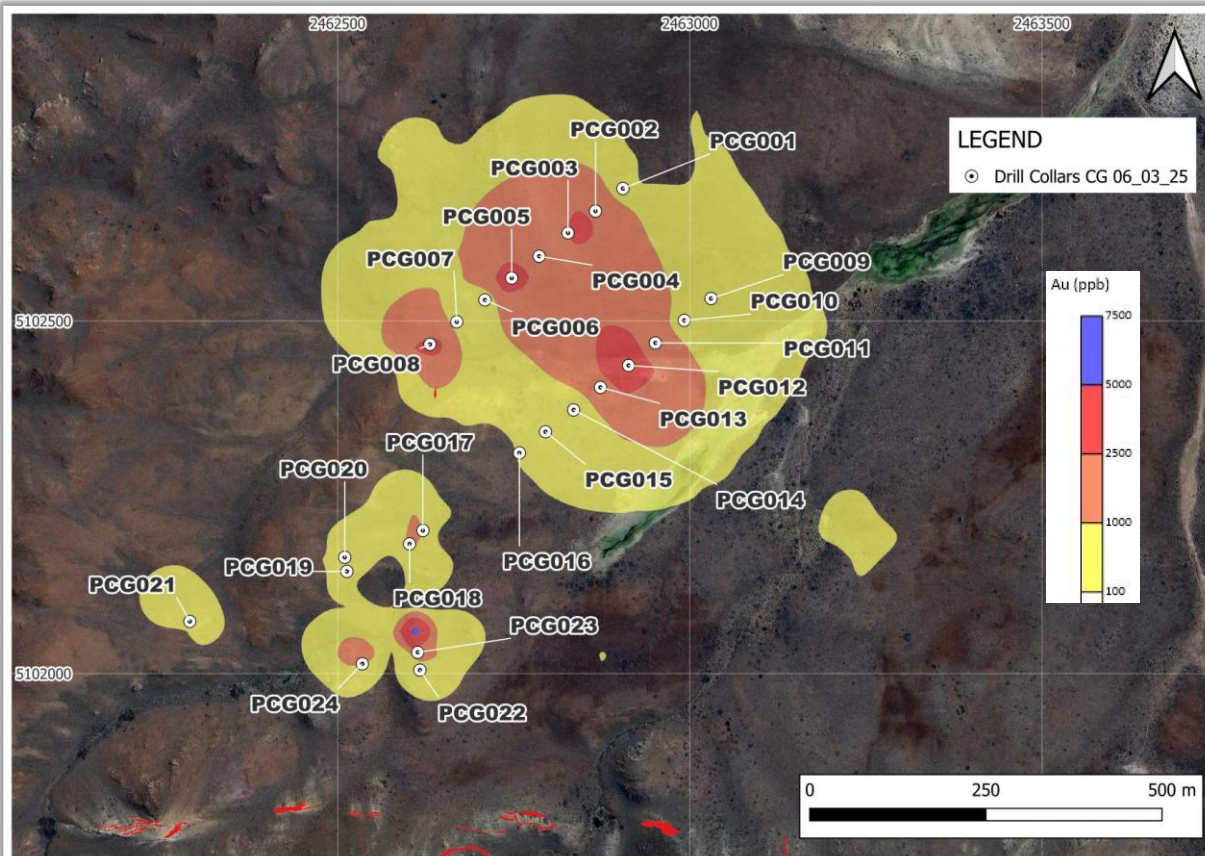 2462500
2463000
2463500
PCG002
PCG001
PCG003
LEGEND
Drill Collars CG 06_03_25
PCG005
PCG007
PCG004
PCG009
PCG010
5102500
PCG006
PCG011
PCG008
PCG012
PCG013
Au (ppb)
7500
5000
2500
1000
100
PCG017
PCG020
PCG015
PCG014
PCG016
PCG019
PCG021
PCG018
PCG023
5102000
PCG024
PCG022
0
250
500 m